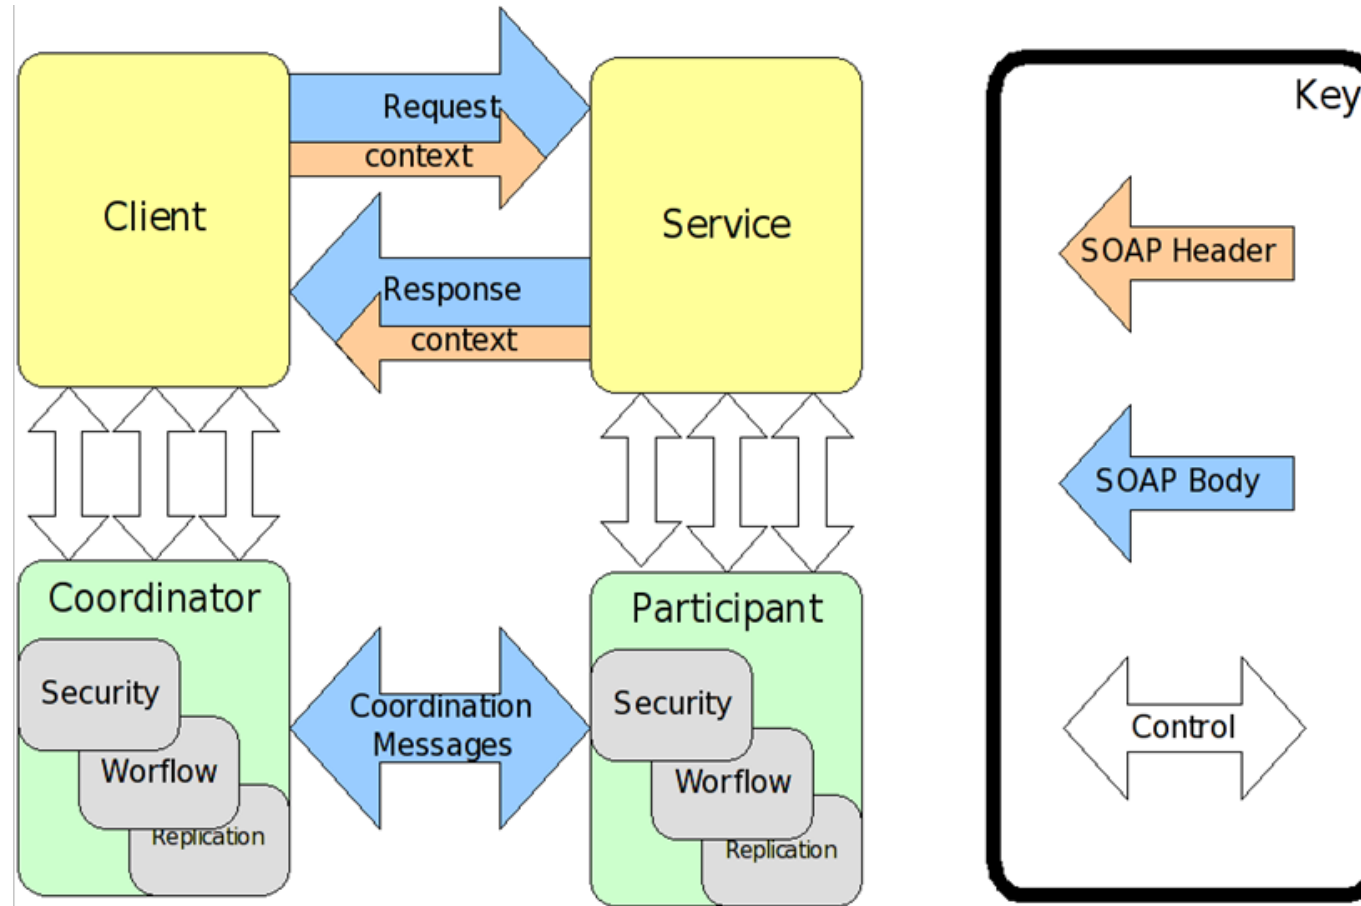 Request
context
Client
Service
Response
context
Coordinator
Security
Worflow
Replication
Coordination
Messages
Participant
Security
Worflow
Replication
Key
SOAP Header
SOAP Body
Control